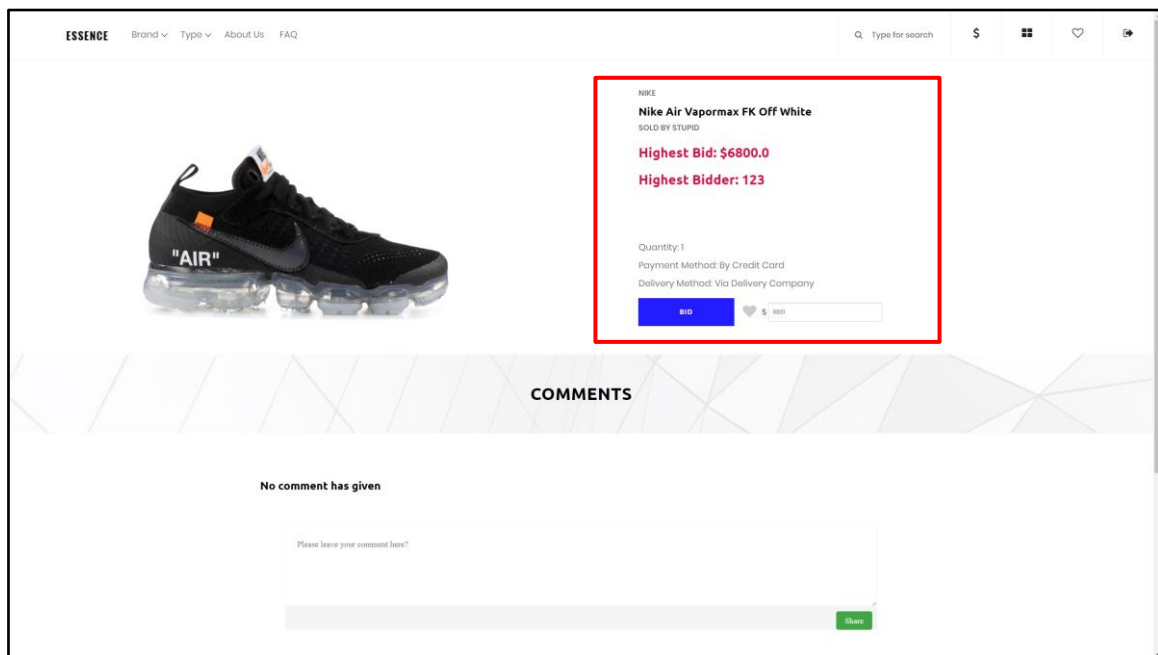 ESSENCE Brand Type About Us FAQ Type for search $
NIKE
Nike Air Vapormax FK Off White
SOLD BY STUPID
Highest Bid: $6800.0
Highest Bidder: 123
"AIR"
Quantity: 1
Payment Method: By Credit Card
Delivery Method: Via Delivery Company
BID $ 6801
COMMENTS
No comment has given
Please leave your comment here?
Share